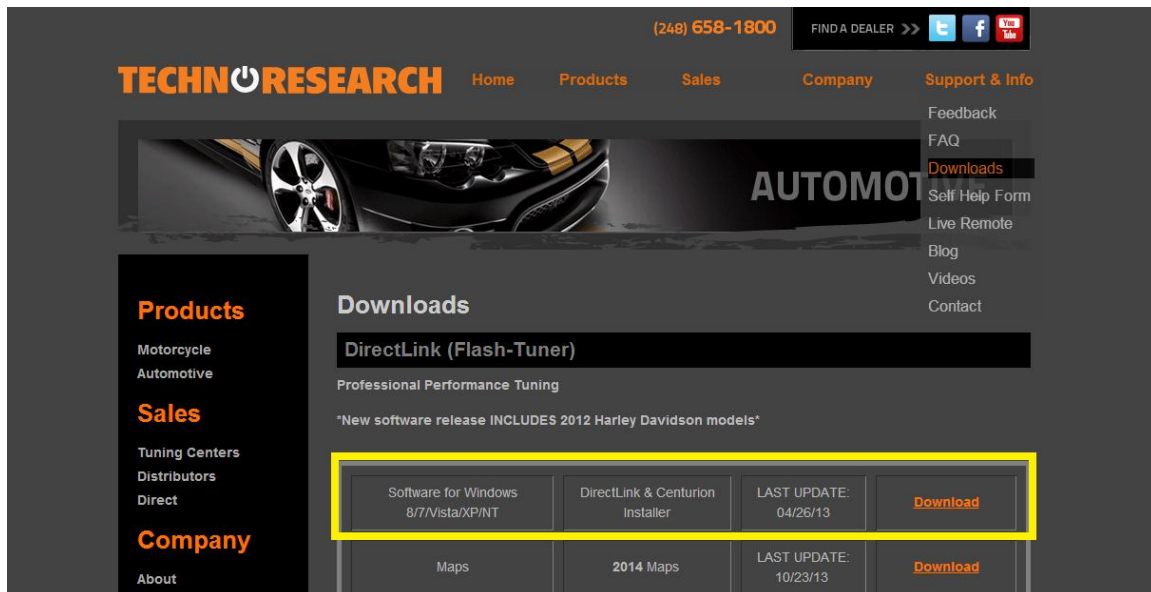 (248) 658-1800
FIND A DEALER >>
You
Tube
TECHNORESEARCH
Home Products Sales Company Support & Info
Feedback
FAQ
Downloads
Self Help Form
Live Remote
Blog
Videos
Contact
AUTOMOTIVE
Products
Motorcycle
Automotive
Sales
Tuning Centers
Distributors
Direct
Company
About
Downloads
DirectLink (Flash-Tuner)
Professional Performance Tuning
*New software release INCLUDES 2012 Harley Davidson models*
Software for Windows
8/7/Vista/XP/NT
DirectLink & Centurion
Installer
LAST UPDATE:
04/26/13
Download
Maps
2014 Maps
LAST UPDATE:
10/23/13
Download